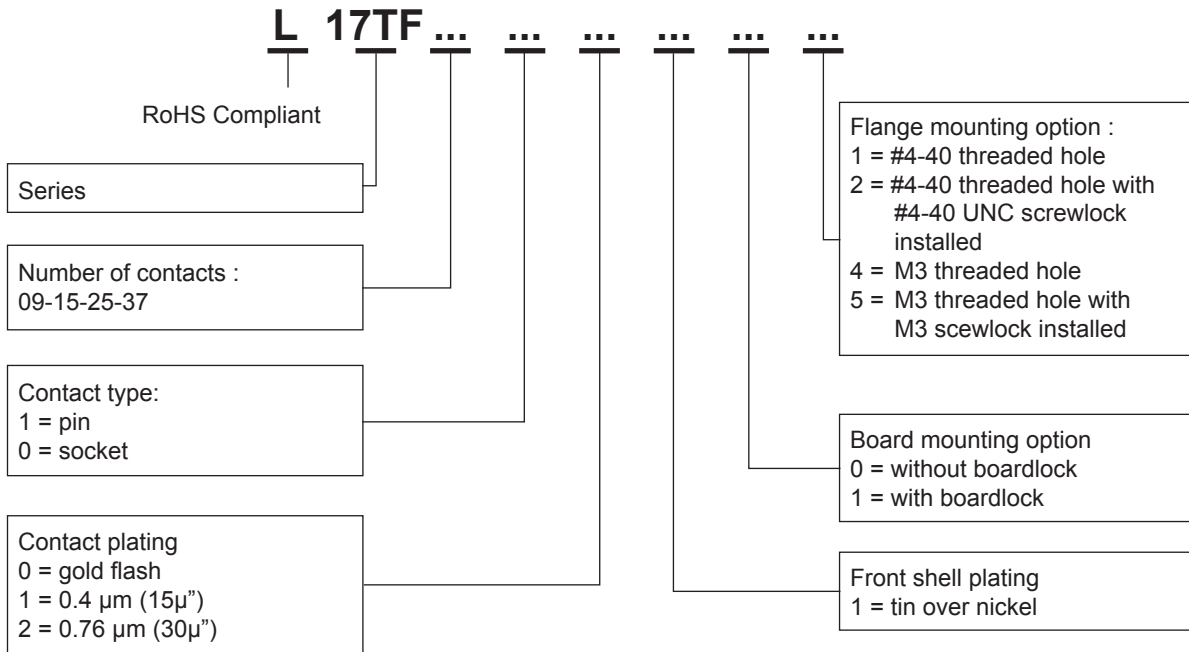 L 17TF ... ... ... ... ... ...
RoHS Compliant
Series
Number of contacts :
09-15-25-37
Contact type:
1 = pin
0 = socket
Contact plating
0 = gold flash
1 = 0.4 µm (15µ”)
2 = 0.76 µm (30µ”)
Flange mounting option :
1 = #4-40 threaded hole
2 = #4-40 threaded hole with
#4-40 UNC screwlock
installed
4 = M3 threaded hole
5 = M3 threaded hole with
M3 scewlock installed
Board mounting option
0 = without boardlock
1 = with boardlock
Front shell plating
1 = tin over nickel